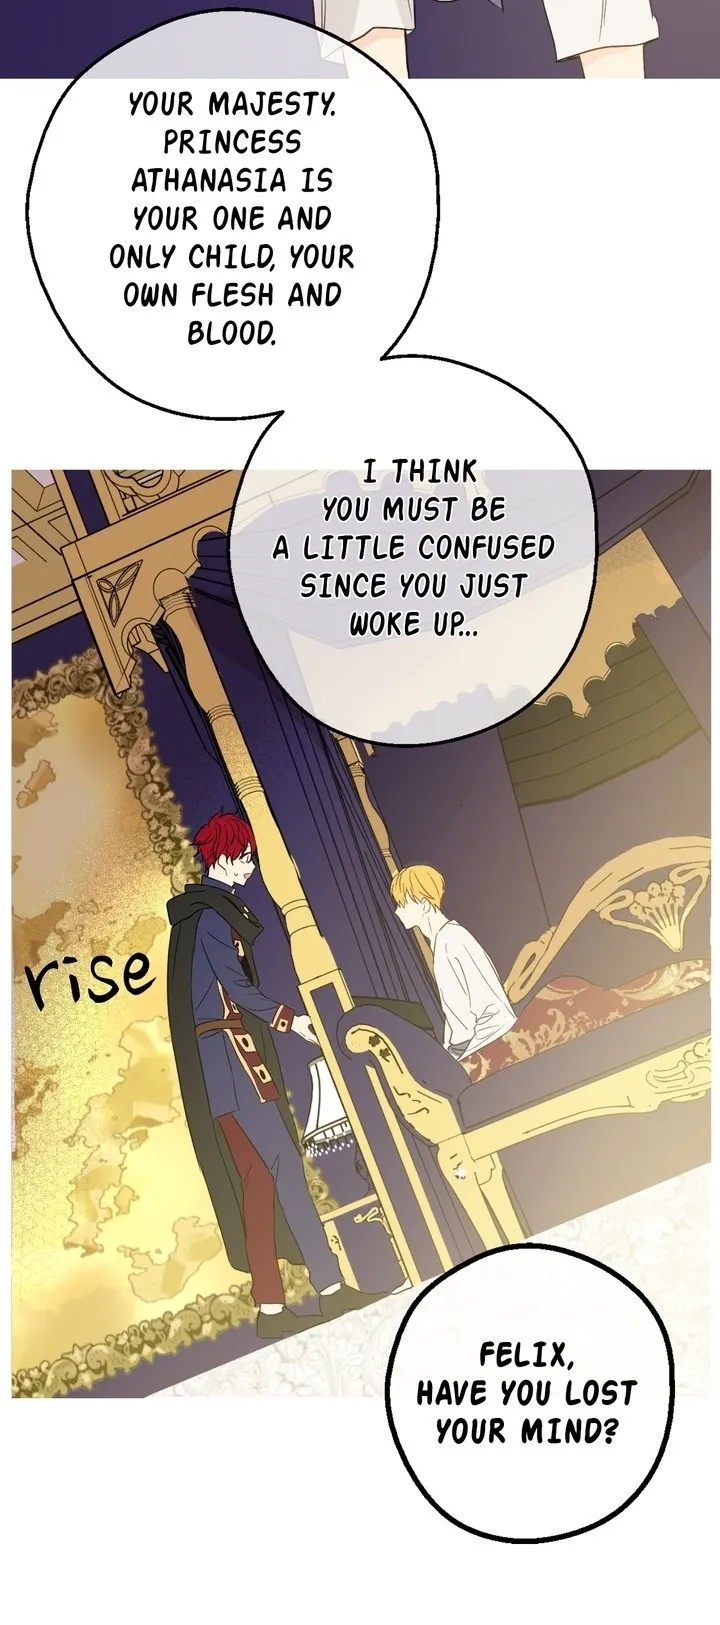 YOUR MAJESTY.
PRINCESS
ATHANASIA IS
YOUR ONE AND
ONLY CHILD, YOUR
OWN FLESH AND
BLOOD.
I THINK
YOU MUST BE
A LITTLE CONFUSED
SINCE YOU JUST
WOKE UP...
rise
FELIX,
HAVE YOU LOST
YOUR MIND?